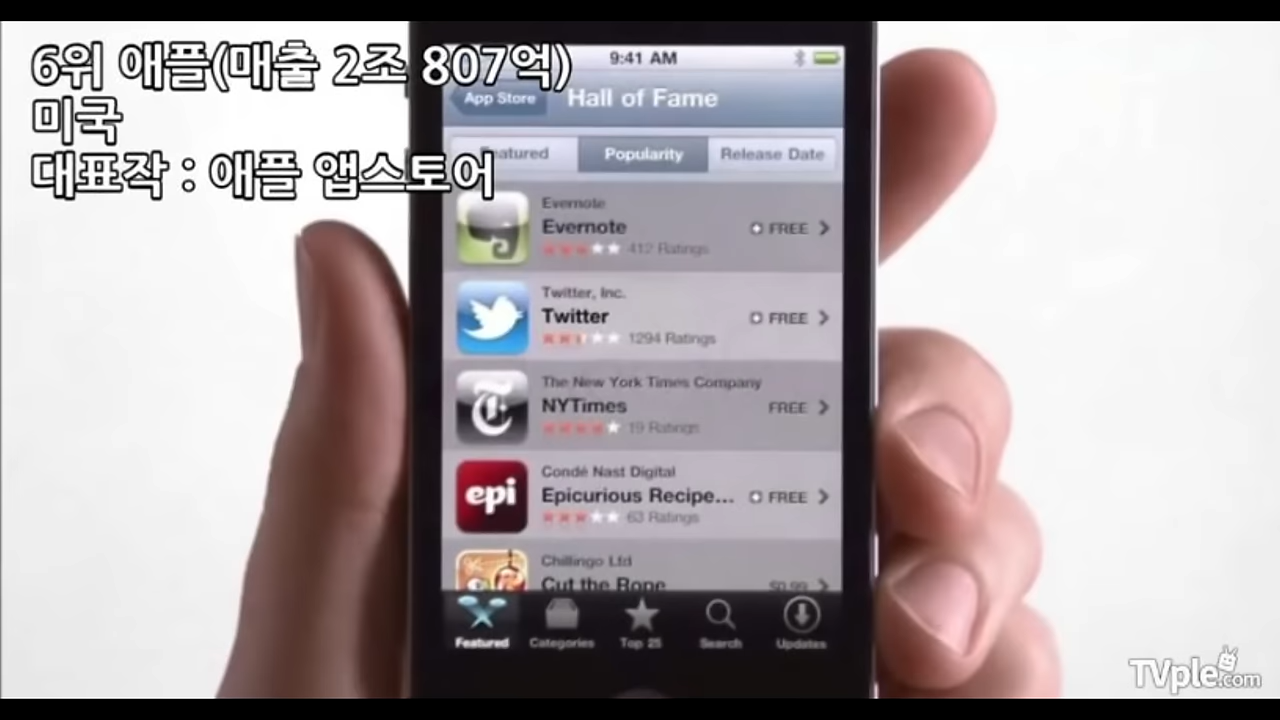 6위 애플(매출 2조 807억)
미국
대표작 : 애플 앱스토어
9:41 AM
App Store
Hall of Fame
Featured Popularity Release Date
Evernote
Evernote FREE
412 Ratings
Twitter, Inc.
Twitter FREE
1294 Ratings
The New York Times Company
NYTimes FREE
19 Ratings
epi
Condé Nast Digital
Epicurious Recipe... FREE
63 Ratings
Chillingo Ltd
Cut the Rope $0.99
Featured Categories Top 25 Search Updates
TVple.com